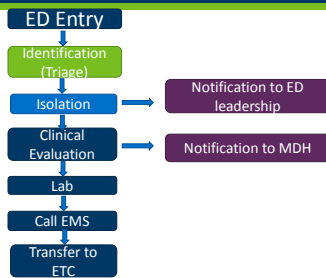 ED Entry
Identification
(Triage)
Isolation
Notification to ED
leadership
Clinical
Evaluation
Notification to MDH
Lab
Call EMS
Transfer to
ETC